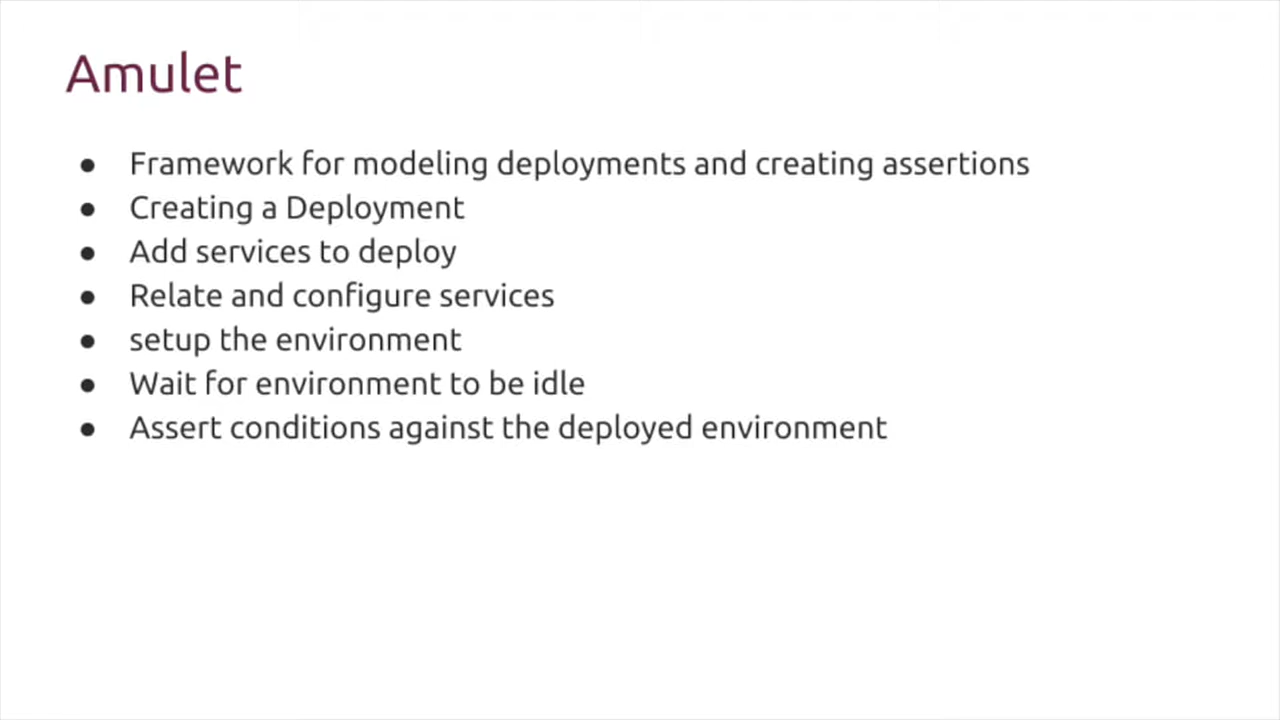 Amulet
● Framework for modeling deployments and creating assertions
● Creating a Deployment
● Add services to deploy
● Relate and configure services
● setup the environment
● Wait for environment to be idle
● Assert conditions against the deployed environment